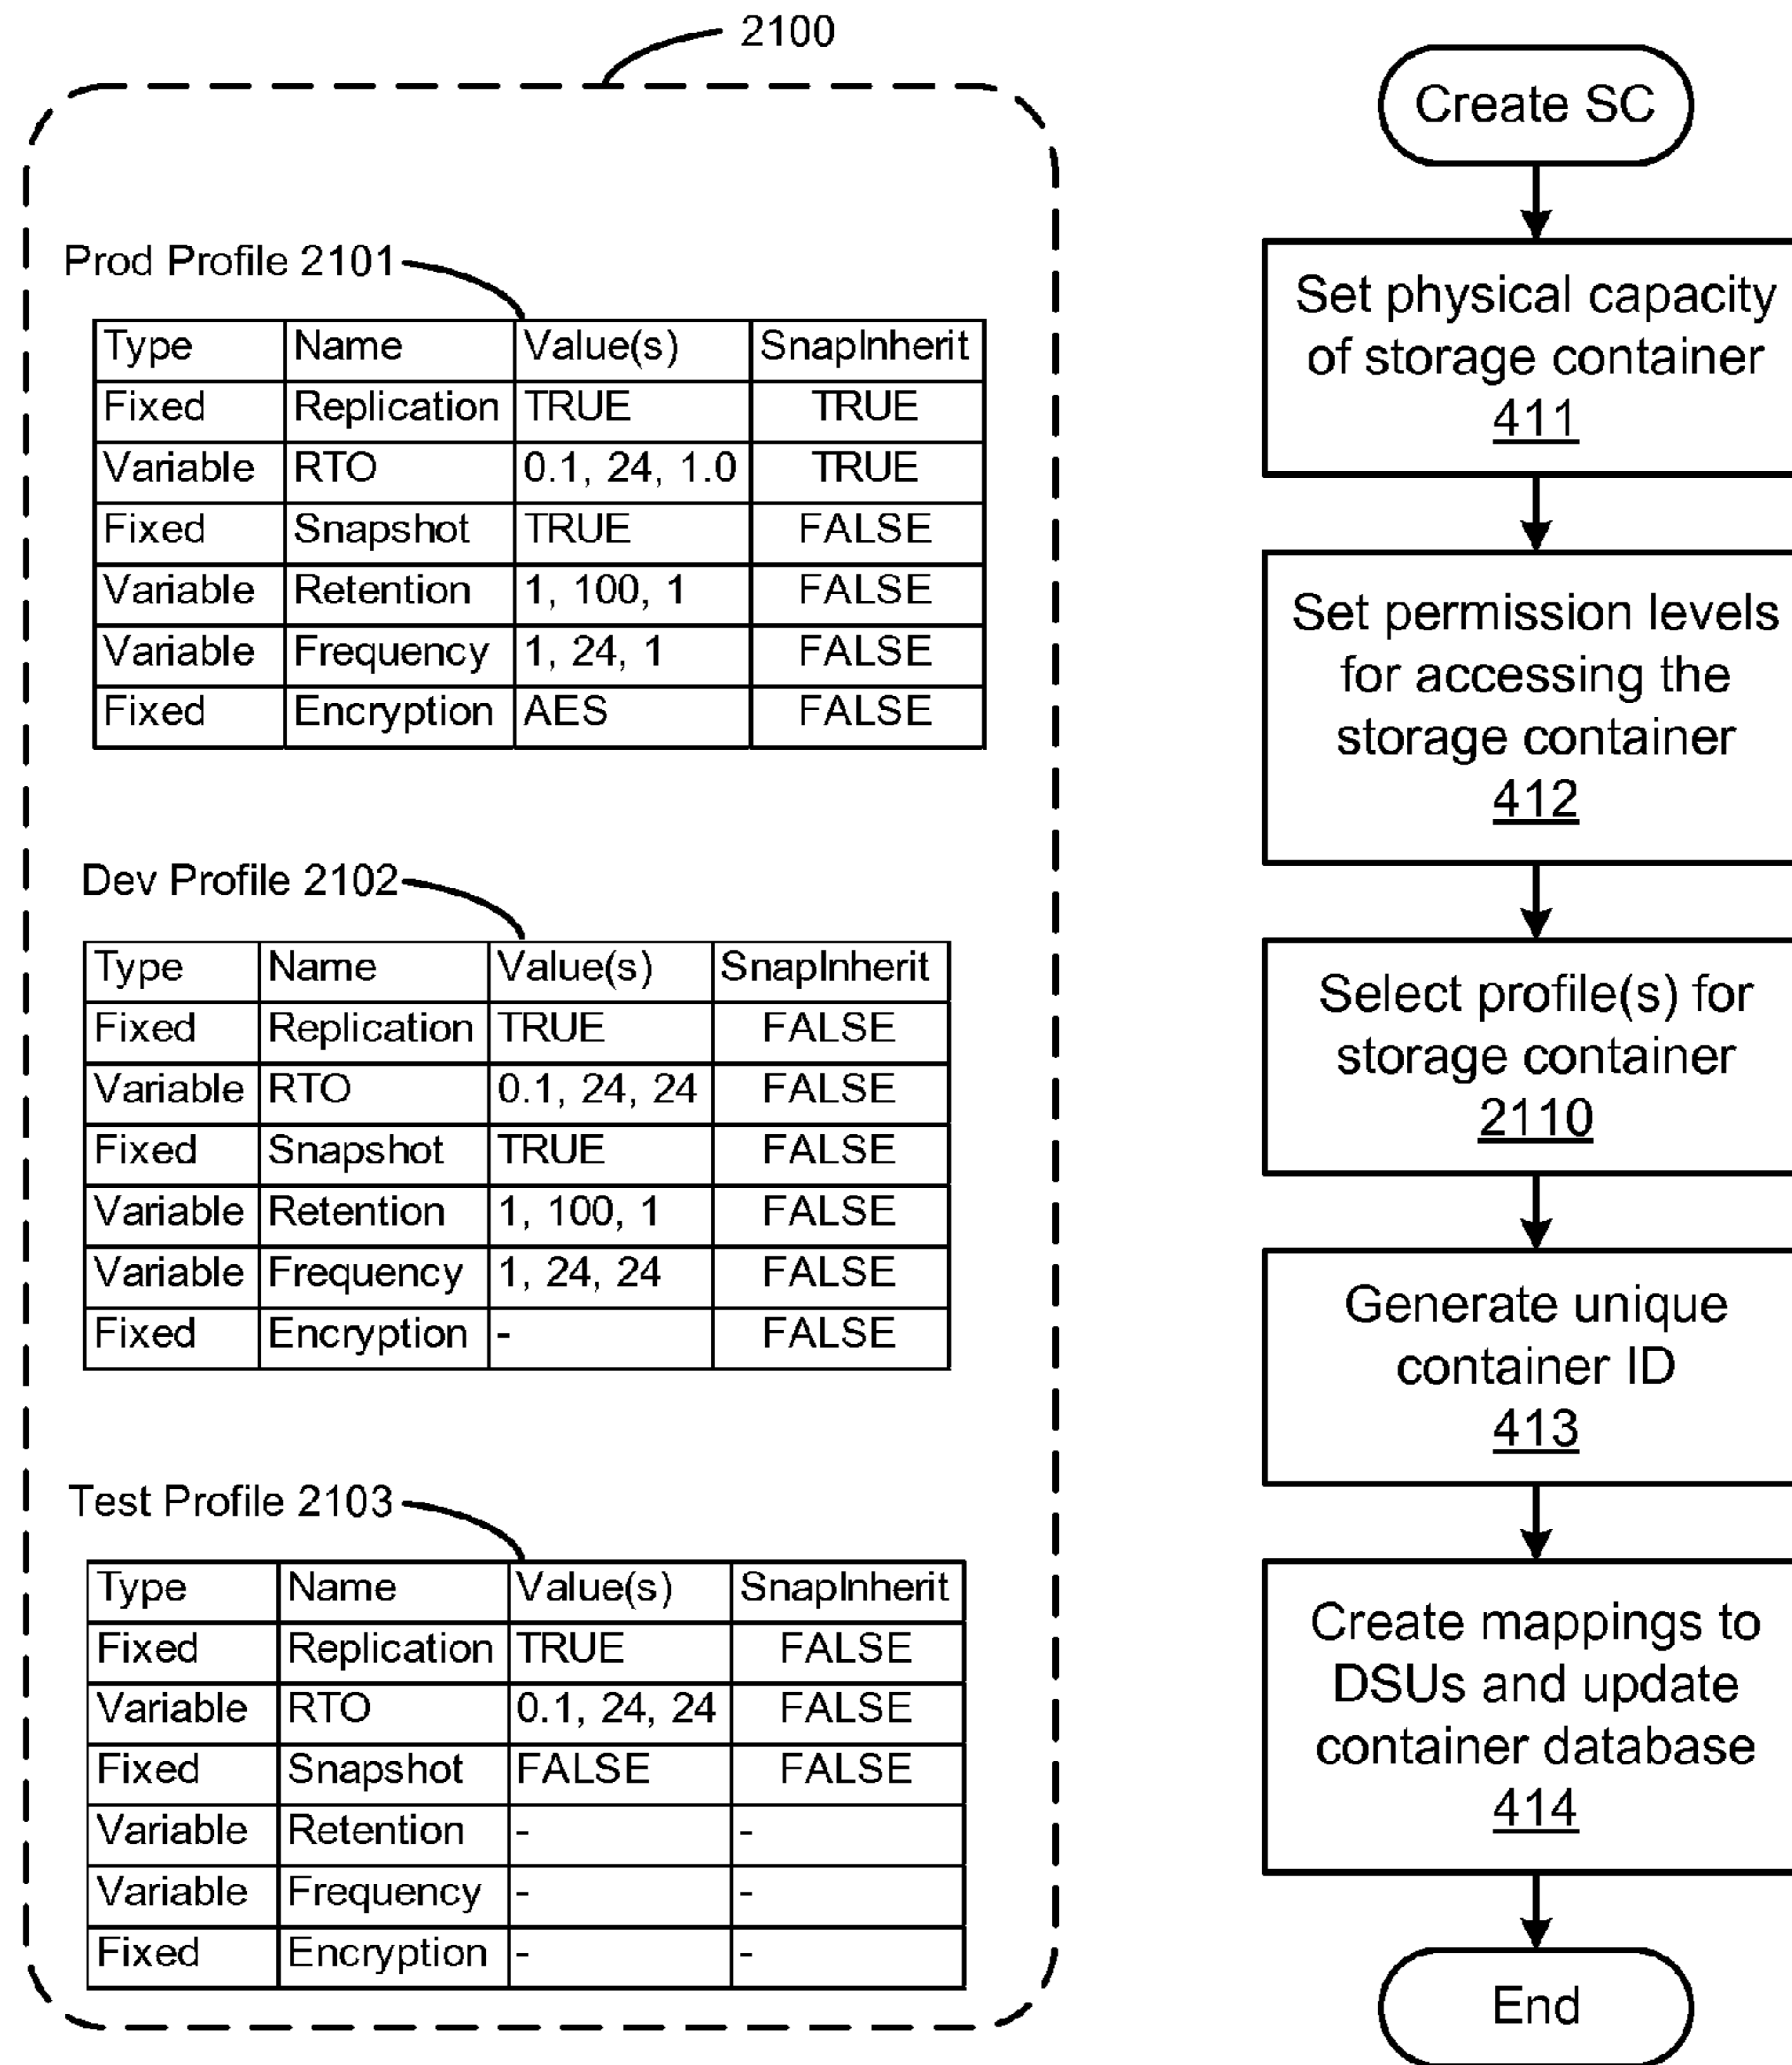 2100
Prod Profile 2101
Type Name Value(s) SnapInherit
Fixed Replication TRUE TRUE
Variable RTO 0.1, 24, 1.0 TRUE
Fixed Snapshot TRUE FALSE
Variable Retention 1, 100, 1 FALSE
Variable Frequency 1, 24, 1 FALSE
Fixed Encryption AES FALSE
Dev Profile 2102
Type Name Value(s) SnapInherit
Fixed Replication TRUE FALSE
Variable RTO 0.1, 24, 24 FALSE
Fixed Snapshot TRUE FALSE
Variable Retention 1, 100, 1 FALSE
Variable Frequency 1, 24, 24 FALSE
Fixed Encryption - FALSE
Test Profile 2103
Type Name Value(s) SnapInherit
Fixed Replication TRUE FALSE
Variable RTO 0.1, 24, 24 FALSE
Fixed Snapshot FALSE FALSE
Variable Retention - -
Variable Frequency - -
Fixed Encryption - -
Create SC
Set physical capacity
of storage container
411
Set permission levels
for accessing the
storage container
412
Select profile(s) for
storage container
2110
Generate unique
container ID
413
Create mappings to
DSUs and update
container database
414
End